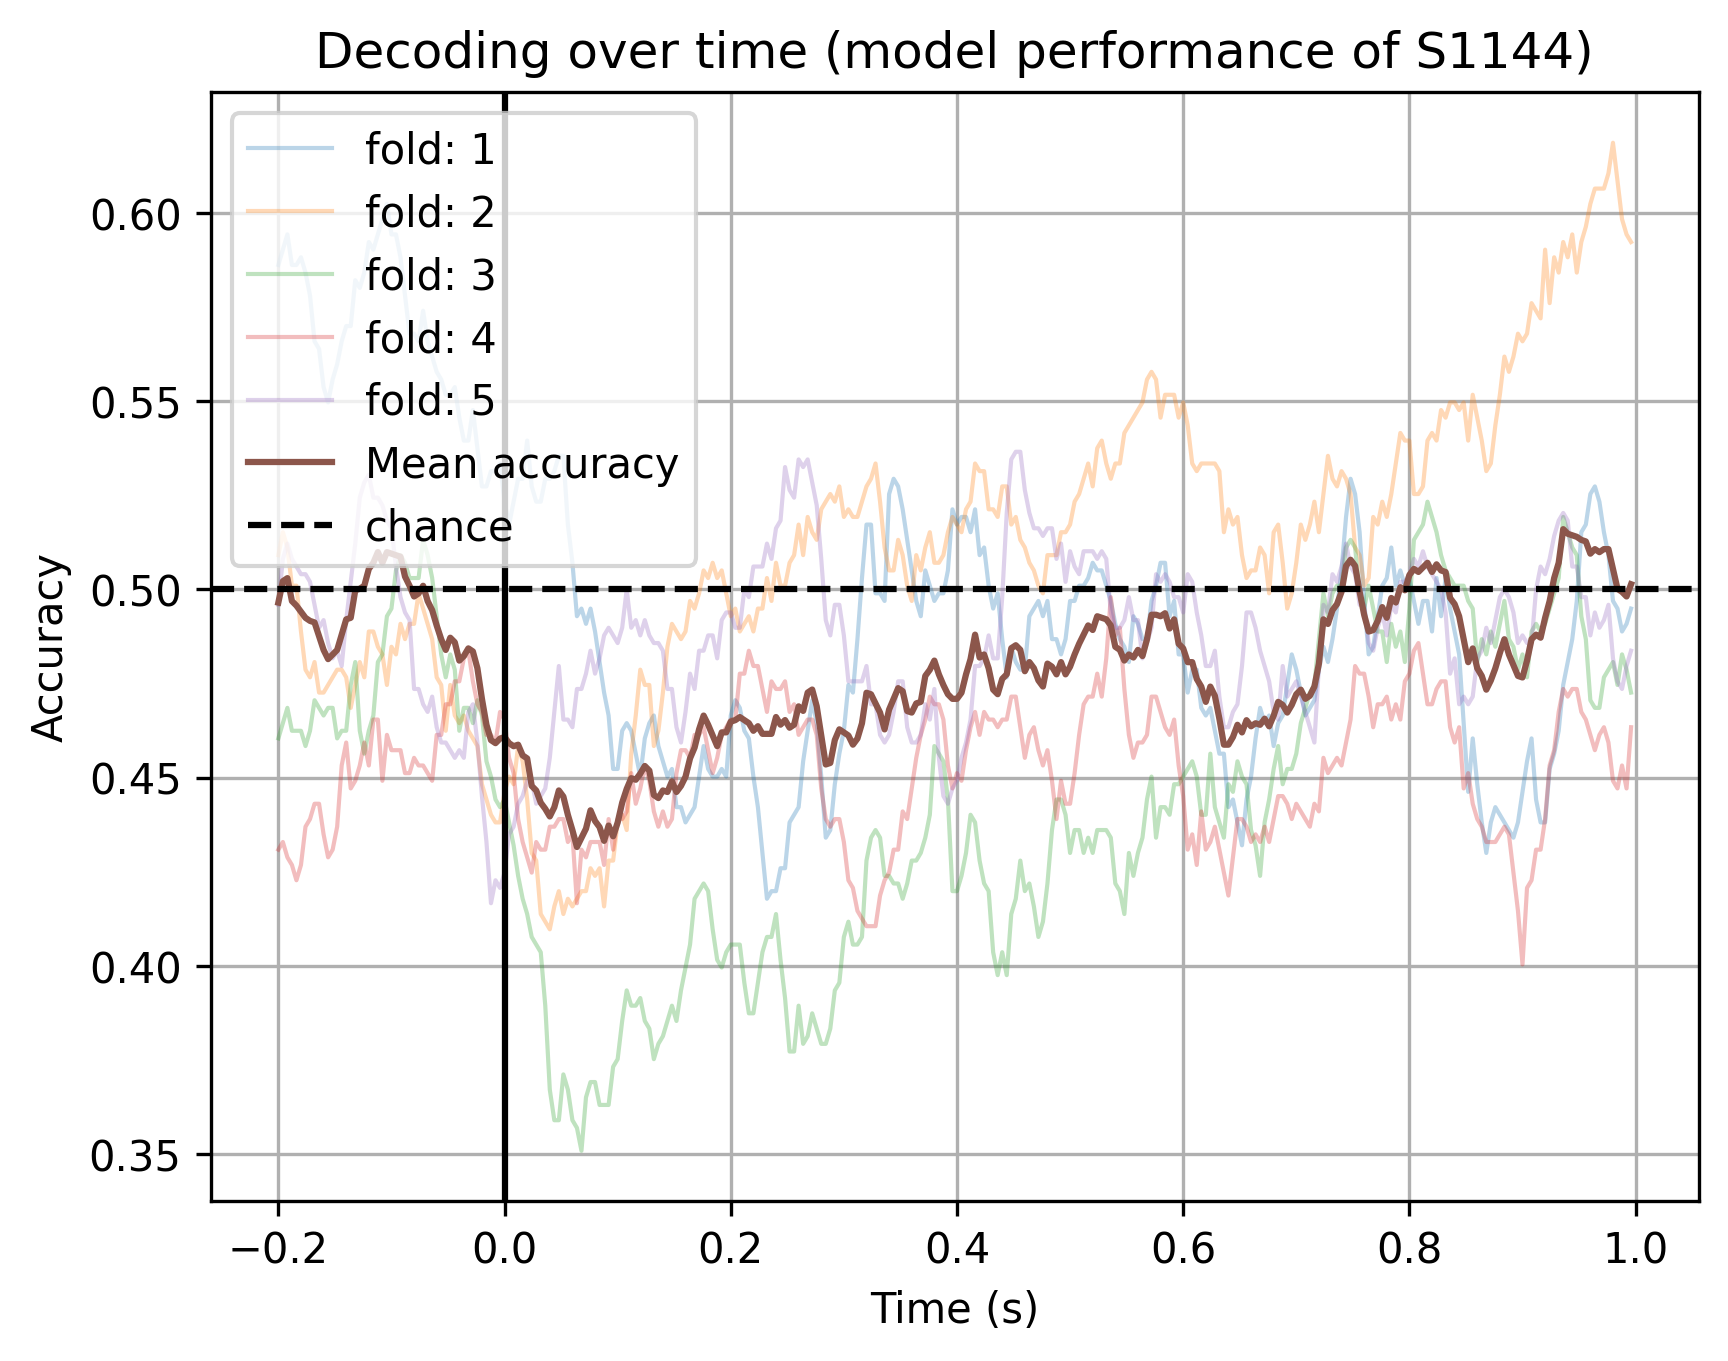 Decoding over time (model performance of S1144)
fold: 1
fold: 2
fold: 3
fold: 4
fold: 5
Mean accuracy
chance
Accuracy
0.60
0.55
0.50
0.45
0.40
0.35
−0.2 0.0 0.2 0.4 0.6 0.8 1.0
Time (s)